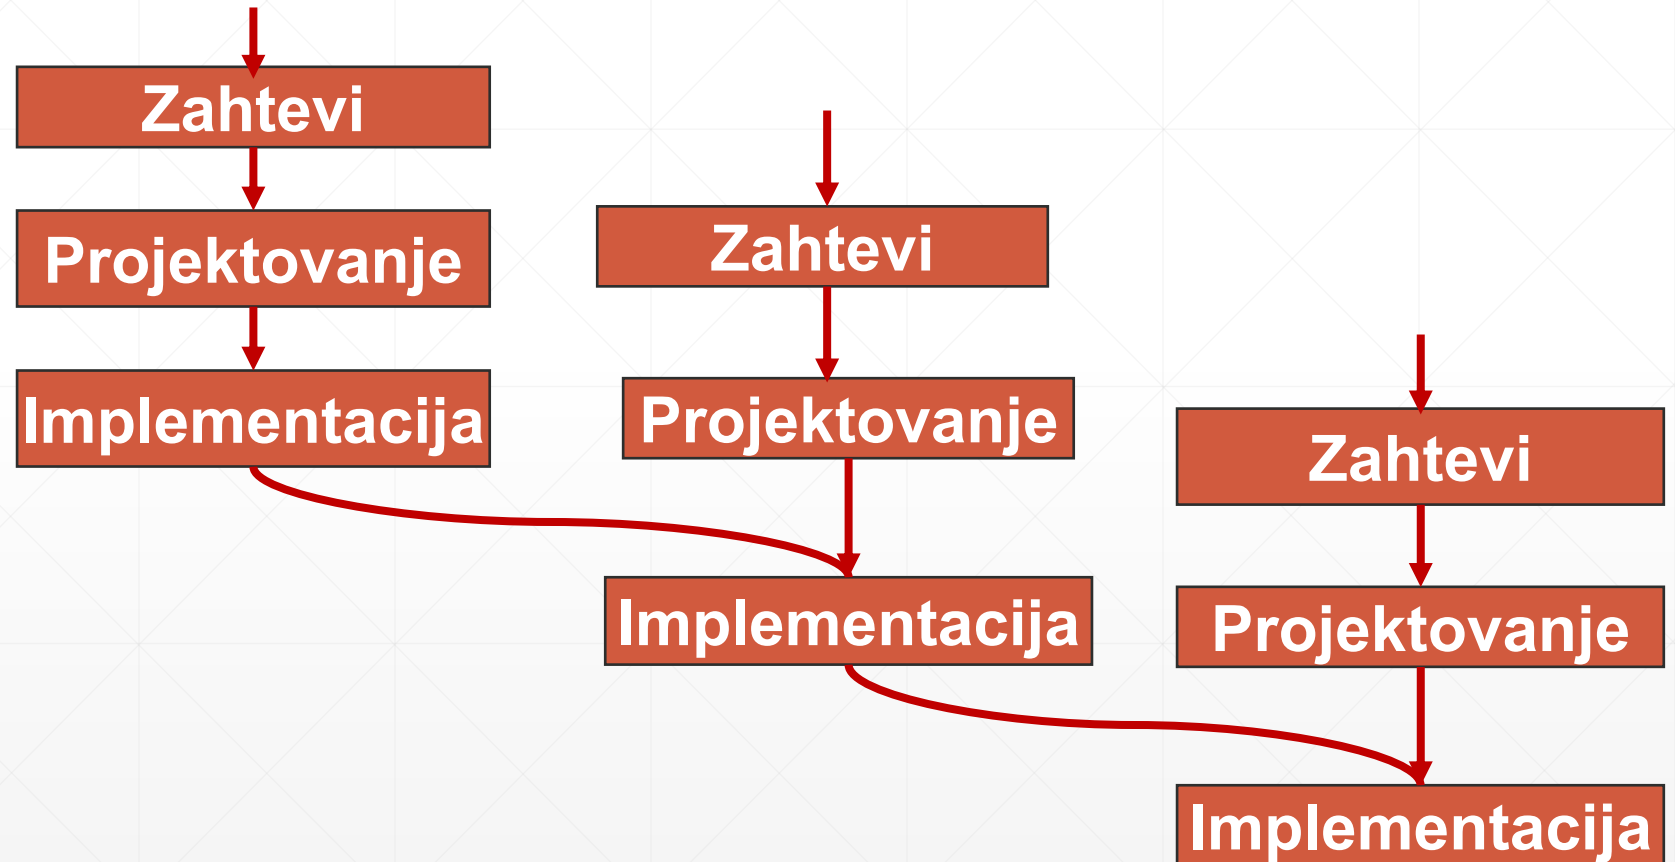 Zahtevi
Projektovanje
Implementacija
Zahtevi
Projektovanje
Implementacija
Zahtevi
Projektovanje
Implementacija